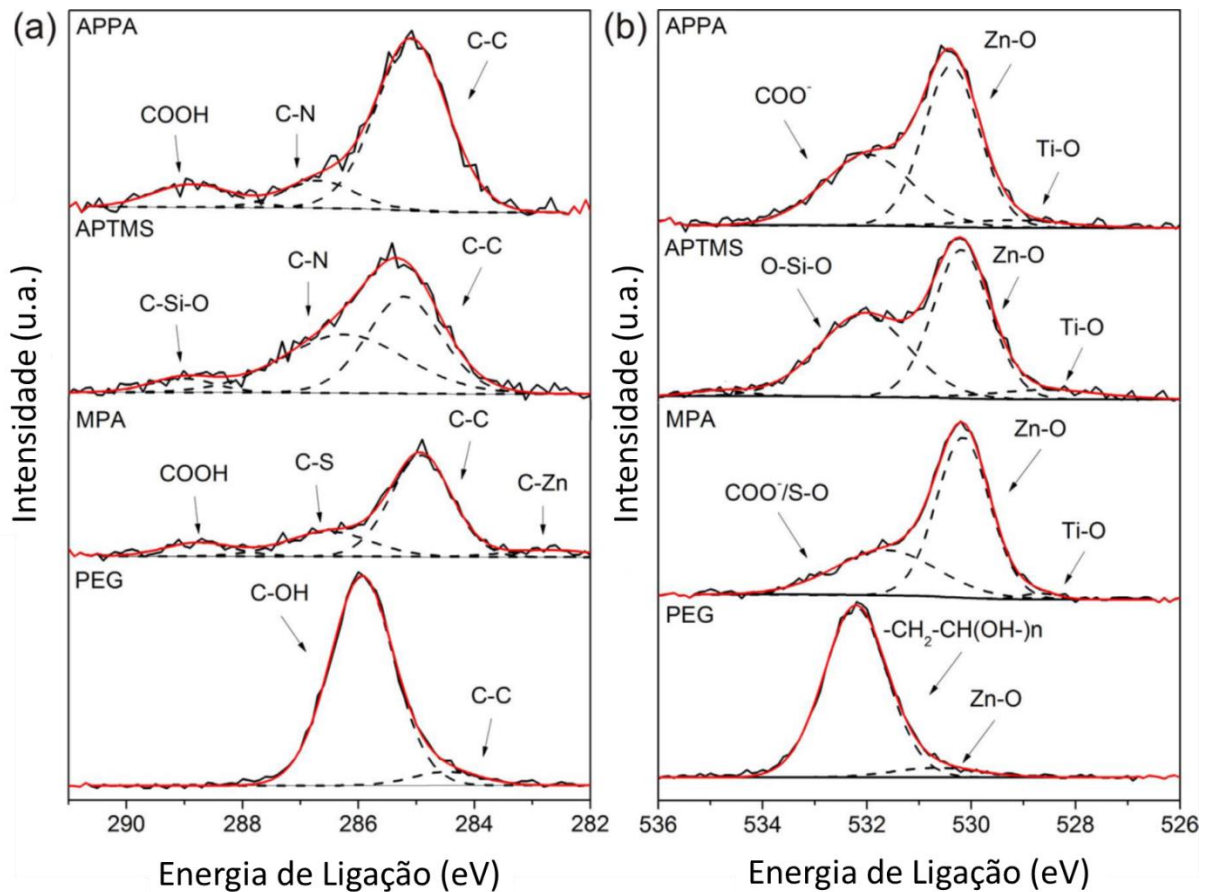 (a)
APPA
COOH
C-N
C-C
APTMS
C-Si-O
C-N
C-C
MPA
COOH
C-S
C-C
C-Zn
PEG
C-OH
C-C
290
288
286
284
282
Intensidade (u.a.)
Energia de Ligação (eV)
(b)
APPA
COO⁻
Zn-O
Ti-O
APTMS
O-Si-O
Zn-O
Ti-O
MPA
COO⁻/S-O
Zn-O
Ti-O
PEG
-CH₂-CH(OH-)n
Zn-O
536
534
532
530
528
526
Intensidade (u.a.)
Energia de Ligação (eV)